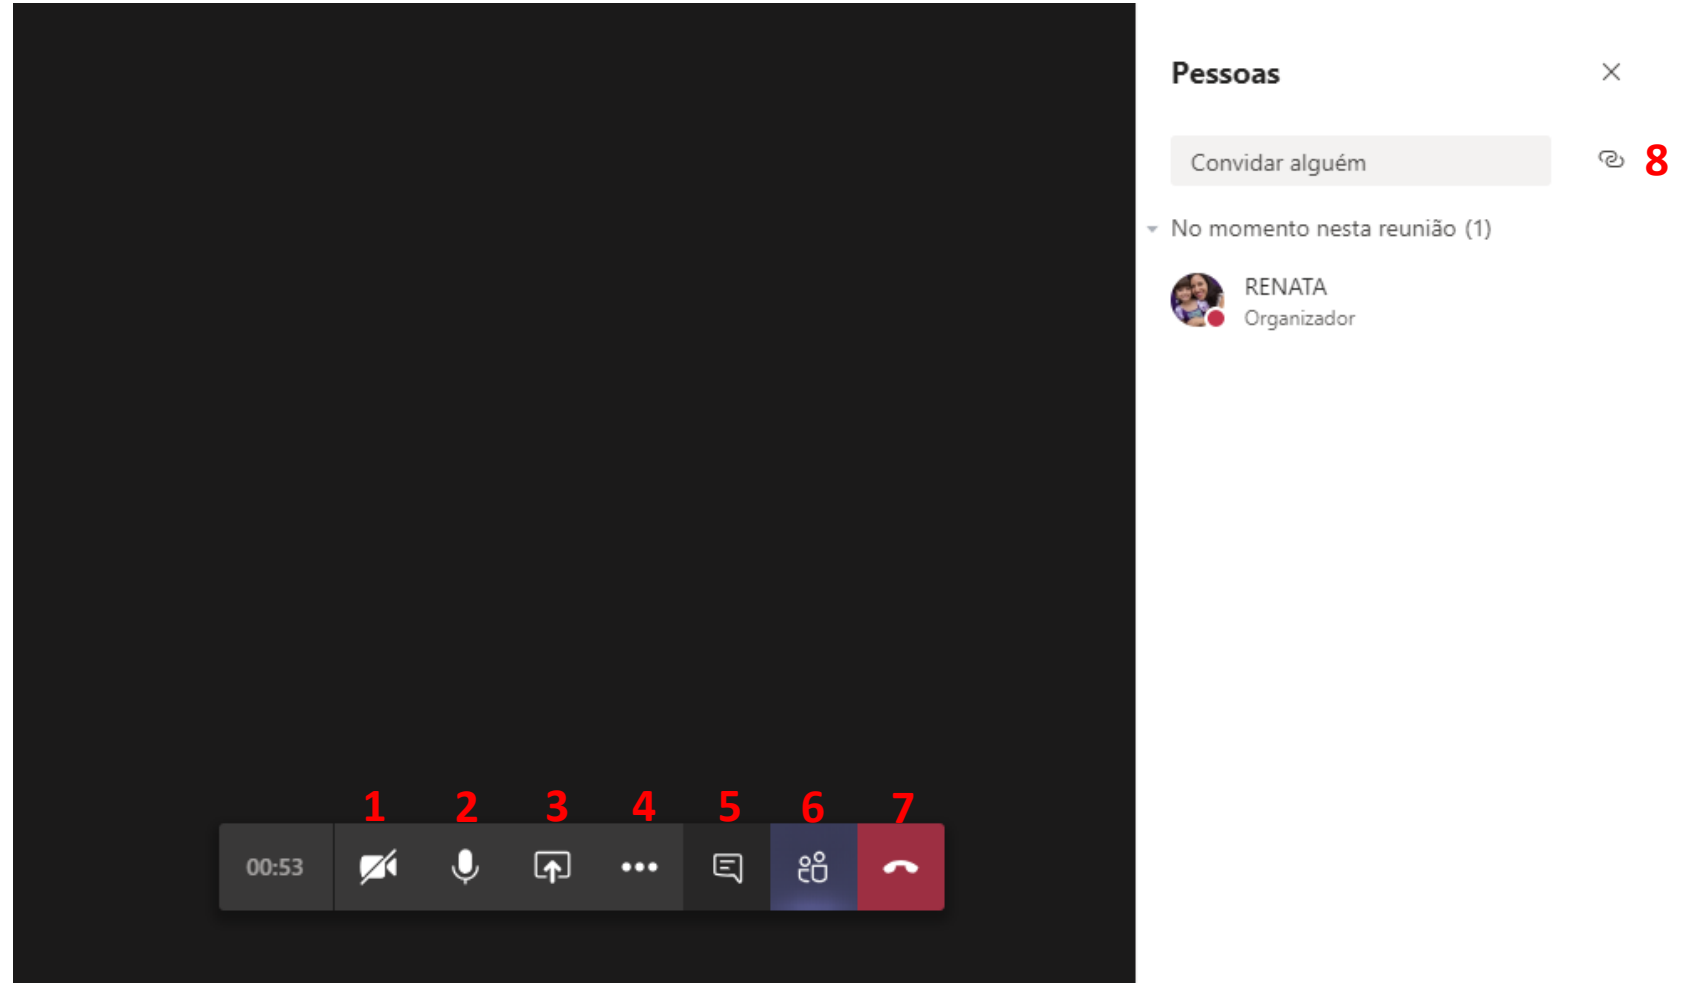 Pessoas
Convidar alguém
8
No momento nesta reunião (1)
RENATA
Organizador
1 2 3 4 5 6 7
00:53